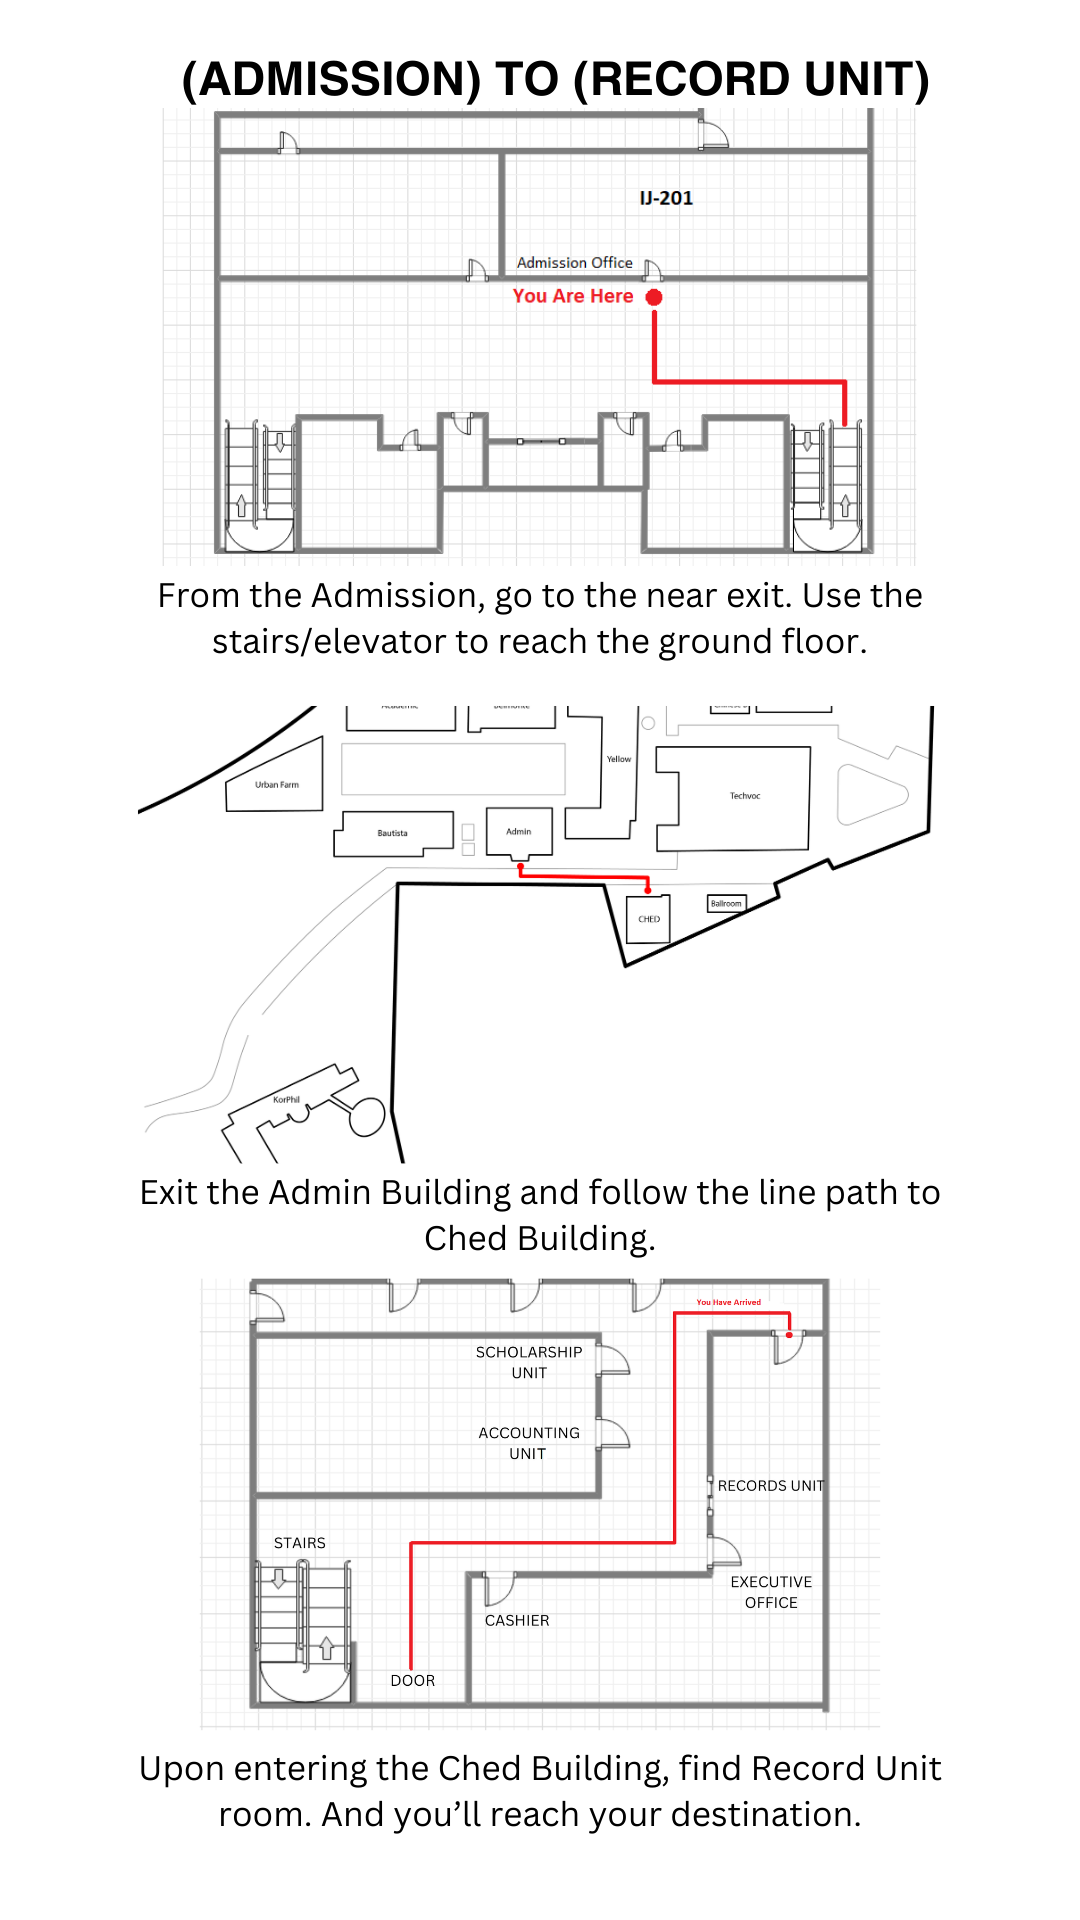 (ADMISSION) TO (RECORD UNIT)
IJ-201
Admission Office
You Are Here
From the Admission, go to the near exit. Use the
stairs/elevator to reach the ground floor.
Academic
Belmonte
Yellow
Urban Farm
Techvoc
Bautista
Admin
CHED
Ballroom
KorPhil
Exit the Admin Building and follow the line path to
Ched Building.
You Have Arrived
SCHOLARSHIP
UNIT
ACCOUNTING
UNIT
RECORDS UNIT
STAIRS
EXECUTIVE
OFFICE
CASHIER
DOOR
Upon entering the Ched Building, find Record Unit
room. And you’ll reach your destination.